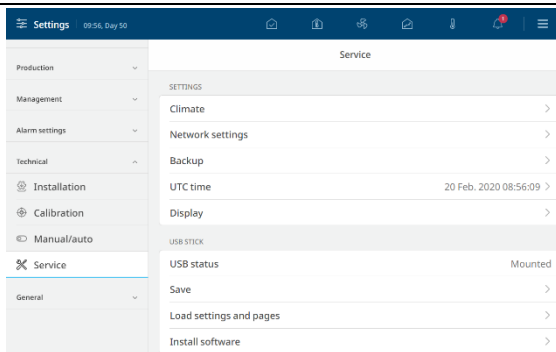 Settings 09:56, Day 50
Service
Production
Management
Alarm settings
Technical
Installation
Calibration
Manual/auto
Service
General
SETTINGS
Climate
Network settings
Backup
UTC time 20 Feb. 2020 08:56:09
Display
USB STICK
USB status Mounted
Save
Load settings and pages
Install software